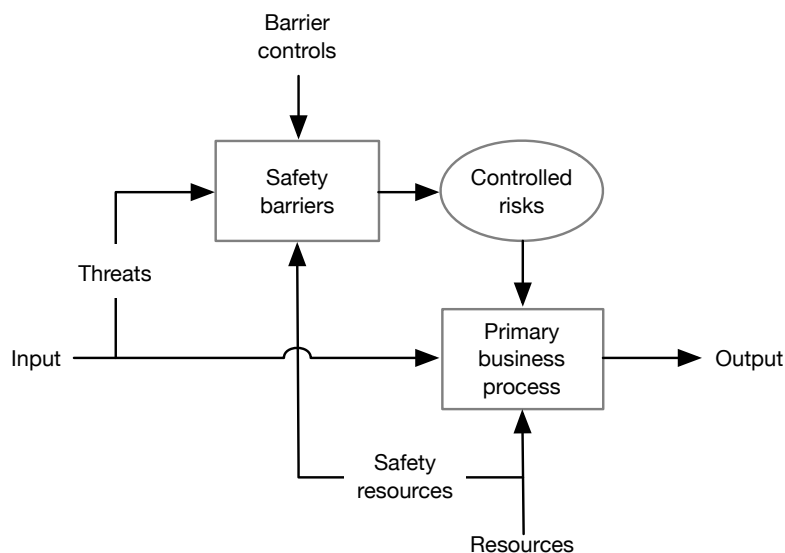 Barrier
controls
Safety
barriers
Controlled
risks
Threats
Input
Primary
business
process
Output
Safety
resources
Resources